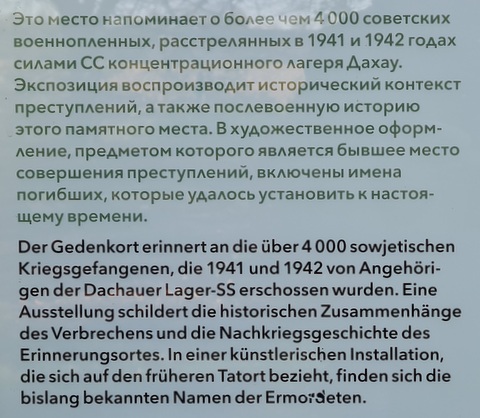 Это место напоминает о более чем 4 000 советских
военнопленных, расстрелянных в 1941 и 1942 годах
силами СС концентрационного лагеря Дахау.
Экспозиция воспроизводит исторический контекст
преступлений, а также послевоенную историю
этого памятного места. В художественное оформ-
ление, предметом которого является бывшее место
совершения преступлений, включены имена
погибших, которые удалось установить к настоя-
щему времени.
Der Gedenkort erinnert an die über 4 000 sowjetischen
Kriegsgefangenen, die 1941 und 1942 von Angehöri-
gen der Dachauer Lager-SS erschossen wurden. Eine
Ausstellung schildert die historischen Zusammenhänge
des Verbrechens und die Nachkriegsgeschichte des
Erinnerungsortes. In einer künstlerischen Installation,
die sich auf den früheren Tatort bezieht, finden sich die
bislang bekannten Namen der Ermordeten.